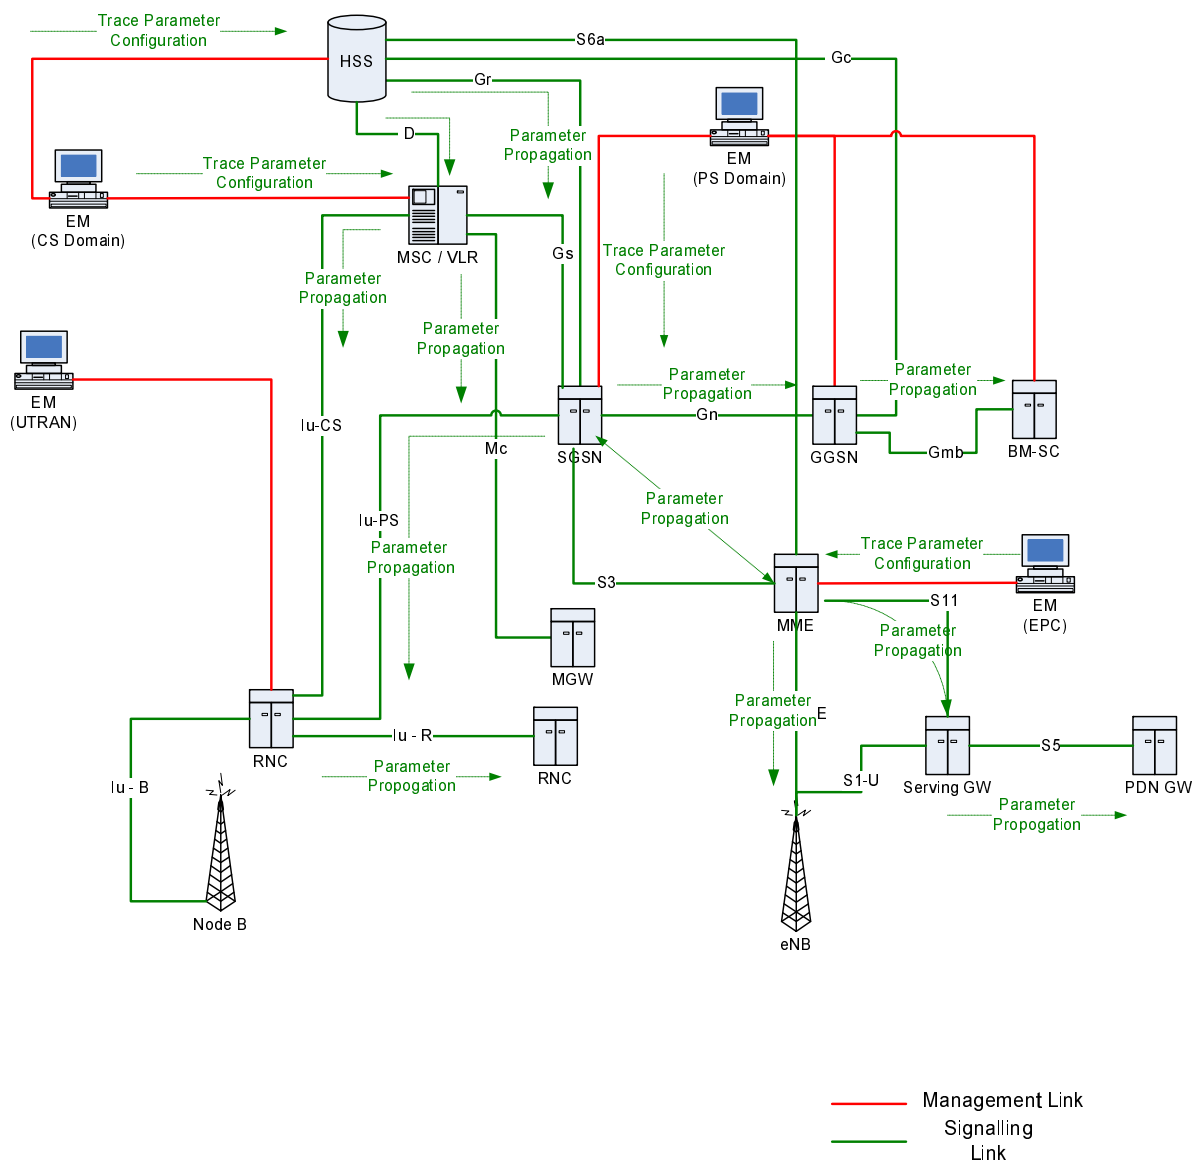 Trace Parameter
Configuration
S6a
HSS
Gc
Gr
D
Parameter
Propagation
EM
(PS Domain)
Trace Parameter
Configuration
EM
(CS Domain)
MSC / VLR
Gs
Trace Parameter
Configuration
Parameter
Propagation
Parameter
Propagation
EM
(UTRAN)
Parameter
Propagation
Parameter
Propagation
Iu-CS
Gn
Mc
SGSN
GGSN
Gmb
BM-SC
Parameter
Propagation
Iu-PS
Parameter
Propagation
Trace Parameter
Configuration
S3
MME
S11
EM
(EPC)
Parameter
Propagation
MGW
Parameter
Propagation
E
RNC
Iu - R
RNC
Parameter
Propogation
Iu - B
S1-U
S5
Serving GW
PDN GW
Parameter
Propogation
Node B
eNB
Management Link
Signalling
Link